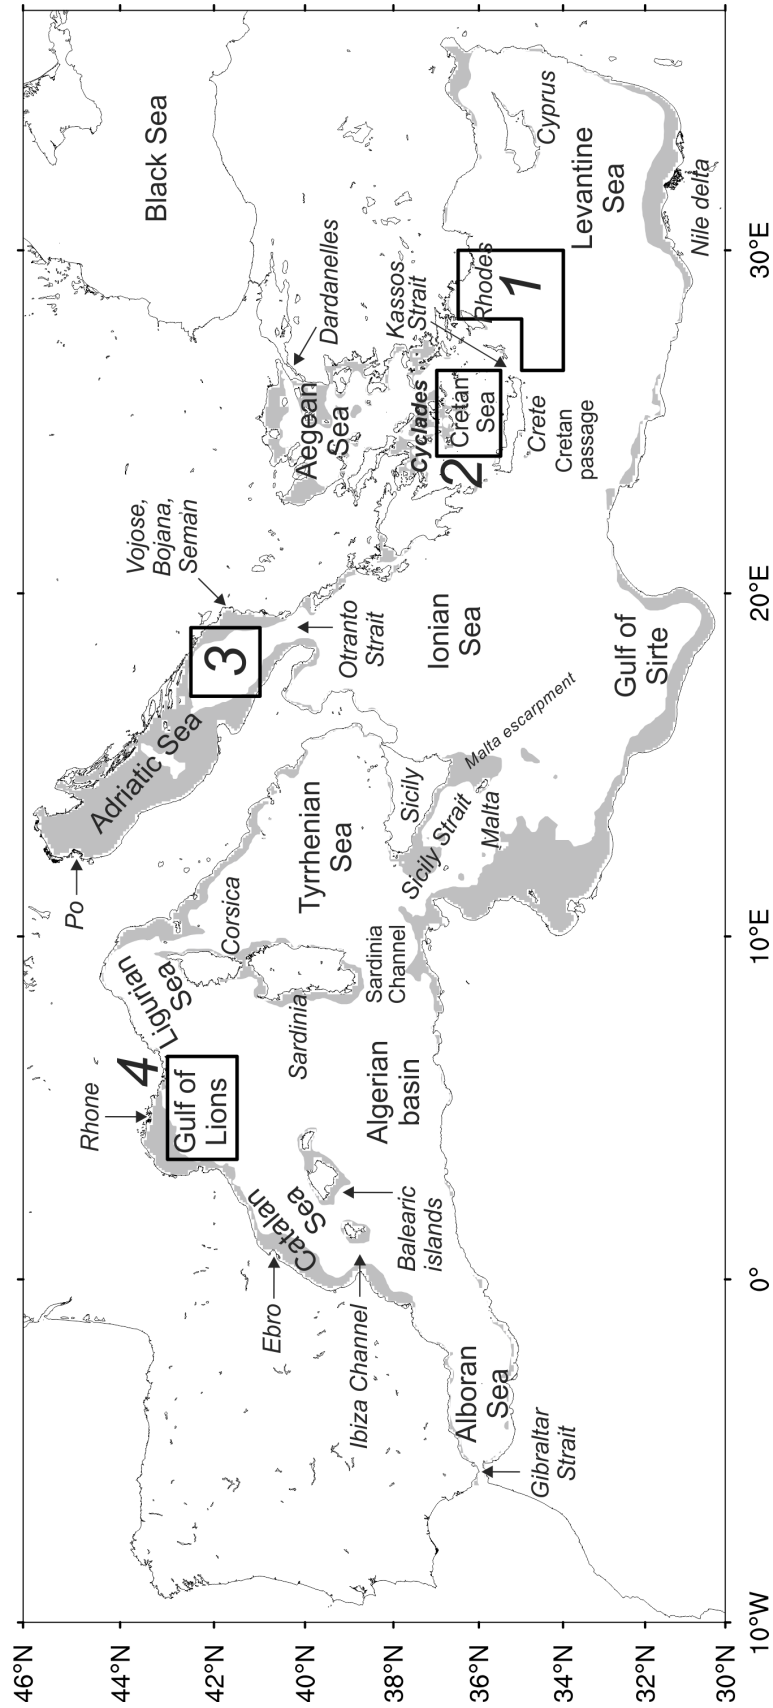 46°N
44°N
42°N
40°N
38°N
36°N
34°N
32°N
30°N
10°W
0°
10°E
20°E
30°E
Black Sea
Dardanelles
Aegean
Sea
Cyclades
Cretan
Sea
2
Kassos
Strait
Rhodes
1
Crete
Cretan
passage
Cyprus
Levantine
Sea
Nile delta
Vojose,
Bojana,
Seman
3
Adriatic Sea
Po
Otranto
Strait
Ionian
Sea
Gulf of
Sirte
Malta escarpment
Sicily
Sicily Strait
Malta
Tyrrhenian
Sea
Corsica
Ligurian
Sea
Sardinia
Sardinia
Channel
4
Rhone
Gulf of
Lions
Algerian
basin
Catalan
Sea
Balearic
islands
Ebro
Ibiza Channel
Alboran
Sea
Gibraltar
Strait